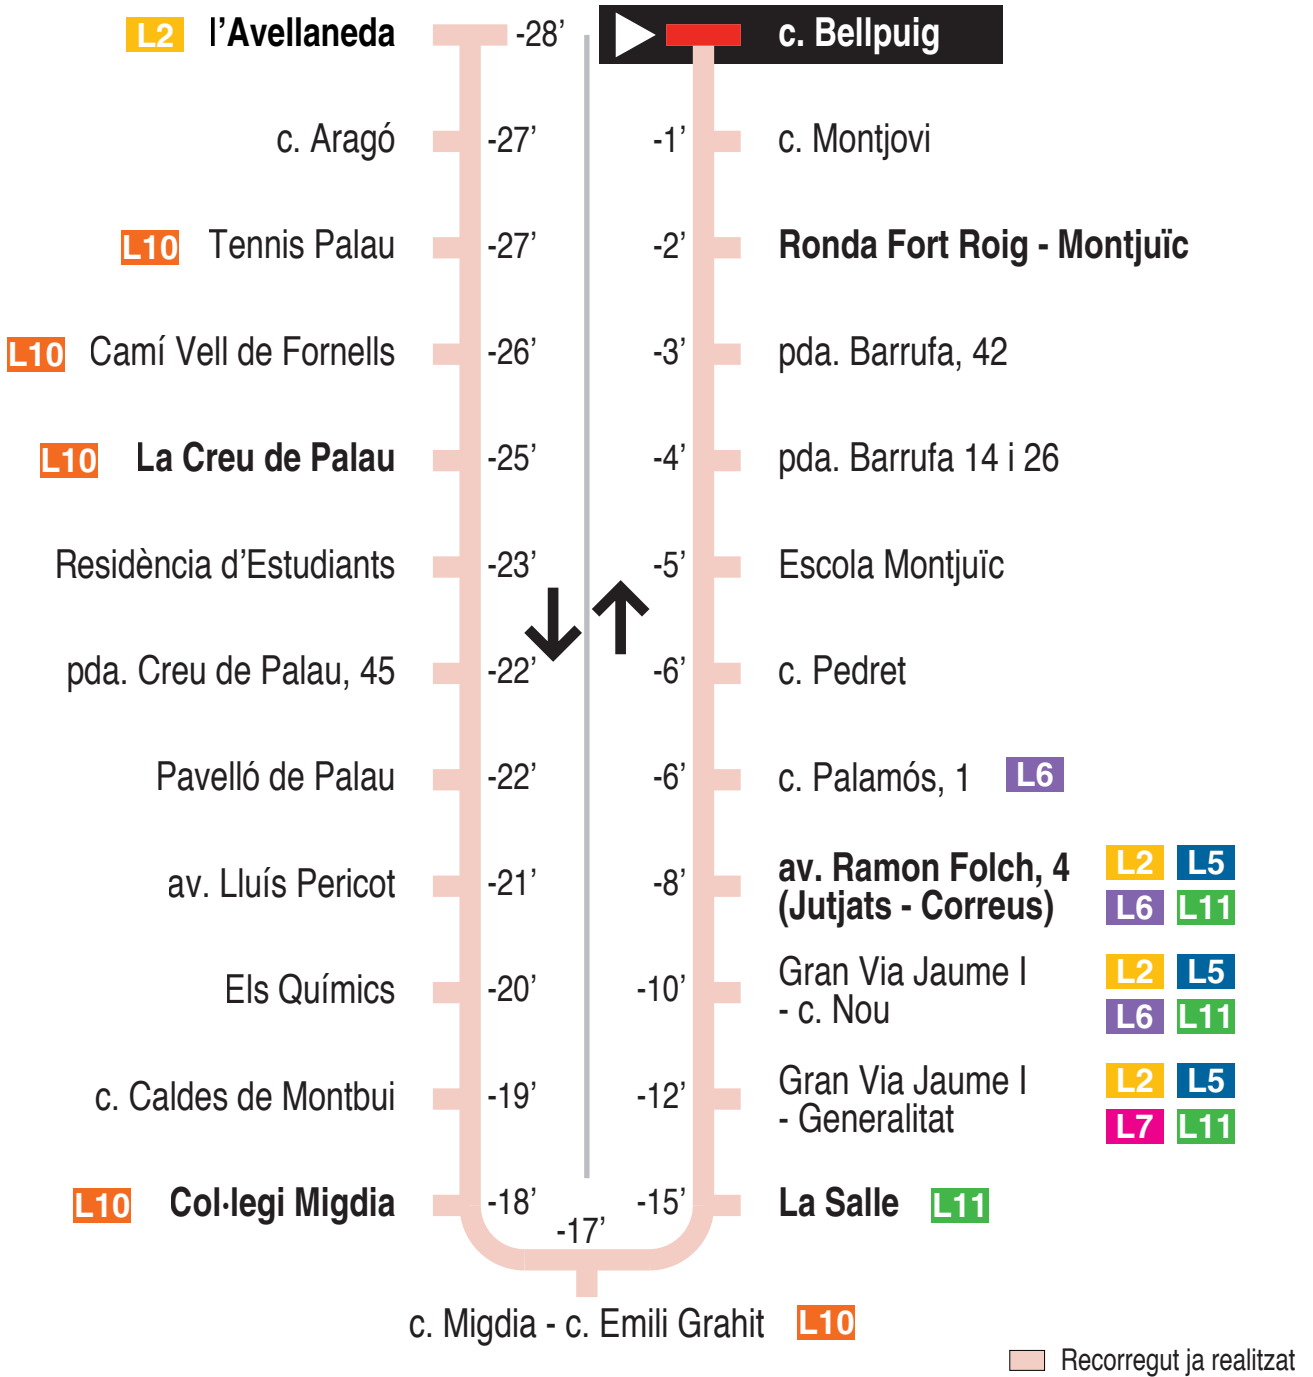 L2 l'Avellaneda -28’
c. Aragó -27’
L10 Tennis Palau -27’
L10 Camí Vell de Fornells -26’
L10 La Creu de Palau -25’
Residència d’Estudiants -23’
pda. Creu de Palau, 45 -22’
Pavelló de Palau -22’
av. Lluís Pericot -21’
Els Químics -20’
c. Caldes de Montbui -19’
L10 Col·legi Migdia -18’
-17’
c. Migdia - c. Emili Grahit L10
c. Bellpuig
-1’ c. Montjovi
-2’ Ronda Fort Roig - Montjuïc
-3’ pda. Barrufa, 42
-4’ pda. Barrufa 14 i 26
-5’ Escola Montjuïc
-6’ c. Pedret
-6’ c. Palamós, 1 L6
-8’ av. Ramon Folch, 4 L2 L5
(Jutjats - Correus) L6 L11
-10’ Gran Via Jaume I L2 L5
- c. Nou L6 L11
-12’ Gran Via Jaume I L2 L5
- Generalitat L7 L11
-15’ La Salle L11
Recorregut ja realitzat